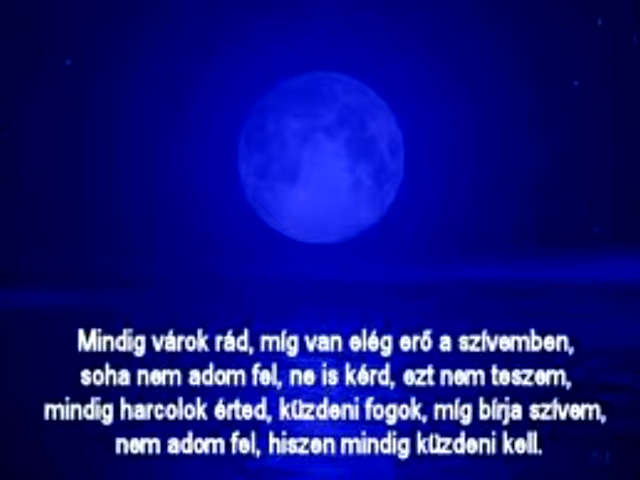 Mindig várok rád, míg van elég erő a szívemben,
soha nem adom fel, ne is kérd, ezt nem teszem,
mindig harcolok érted, küzdeni fogok, míg bírja szívem,
nem adom fel, hiszen mindig küzdeni kell.